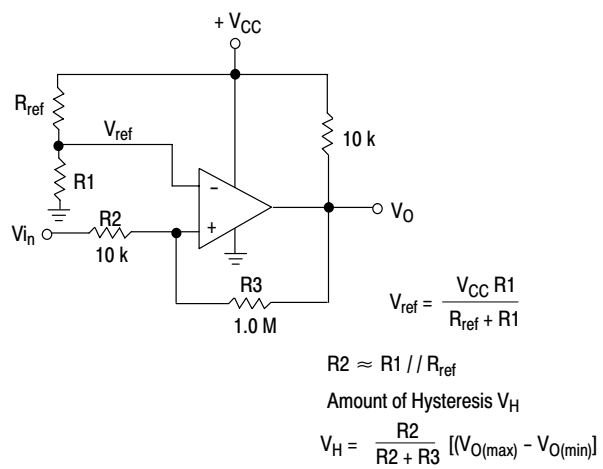 + VCC
Rref
Vref
10 k
R1
-
+
VO
Vin
R2
10 k
R3
1.0 M
Vref = VCC R1 / Rref + R1
R2 ≈ R1 // Rref
Amount of Hysteresis VH
VH = R2 / R2 + R3 [(VO(max) – VO(min)]